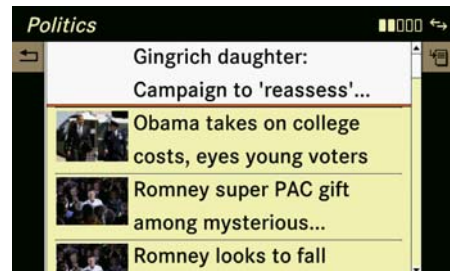 Politics
Gingrich daughter:
Campaign to 'reassess'...
Obama takes on college
costs, eyes young voters
Romney super PAC gift
among mysterious...
Romney looks to fall